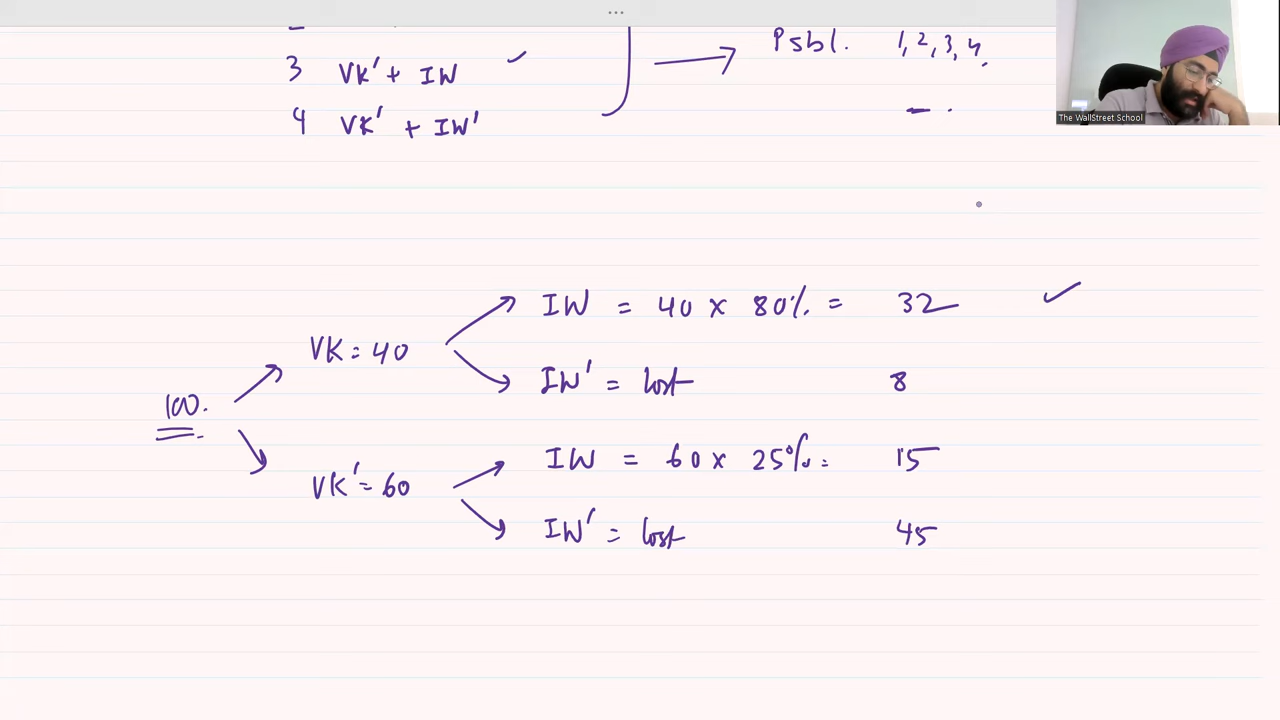 ...
Psbl. 1, 2, 3, 4.
3 VK' + IW ✓
4 VK' + IW'
The WallStreet School
IW = 40 x 80% = 32 ✓
VK = 40
IW' = lost 8
100.
IW = 60 x 25% = 15
VK' = 60
IW' = lost 45